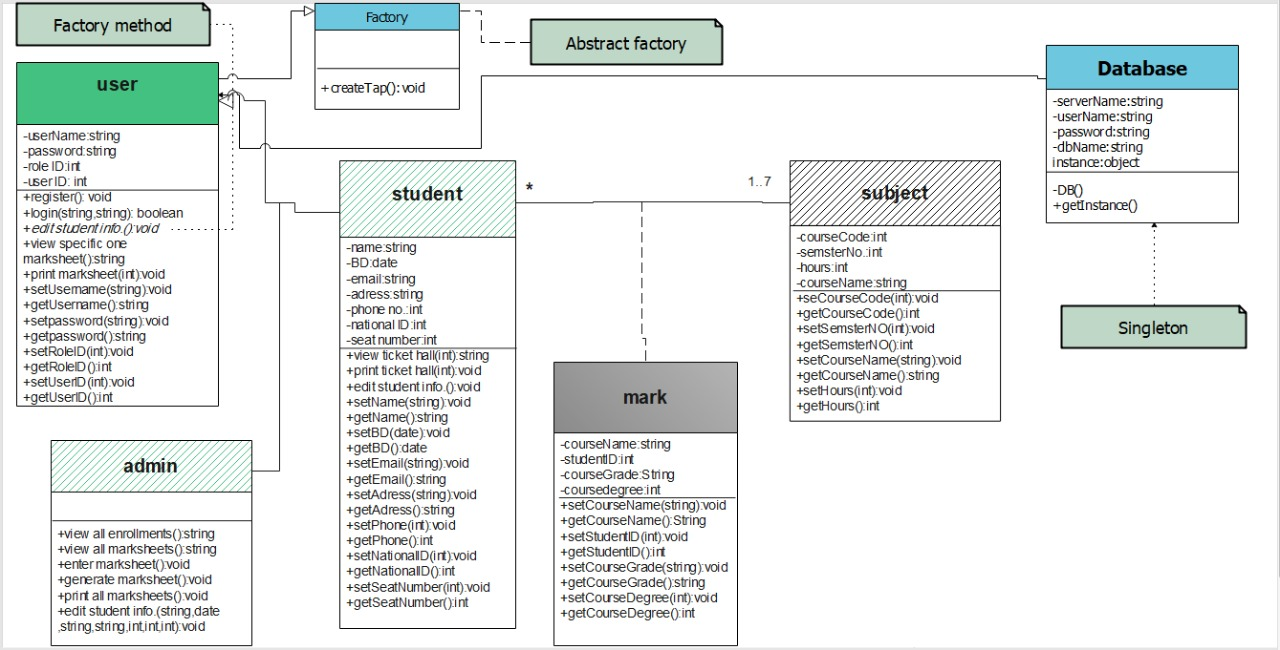 Factory method
user
-userName:string
-password:string
-role ID:int
-user ID: int
+register(): void
+login(string,string): boolean
+edit student info.():void
+view specific one
marksheet():string
+print marksheet(int):void
+setUsername(string):void
+getUsername():string
+setpassword(string):void
+getpassword():string
+setRoleID(int):void
+getRoleID():int
+setUserID(int):void
+getUserID():int
Factory
+createTap(): void
Abstract factory
Database
-serverName:string
-userName:string
-password:string
-dbName:string
instance:object
-DB()
+getInstance()
Singleton
student
-name:string
-BD:date
-email:string
-adress:string
-phone no.:int
-national ID:int
-seat number:int
+view ticket hall(int):string
+print ticket hall(int):void
+edit student info.():void
+setName(string):void
+getName():string
+setBD(date):void
+getBD():date
+setEmail(string):void
+getEmail():string
+setAdress(string):void
+getAdress():string
+setPhone(int):void
+getPhone():int
+setNationalID(int):void
+getNationalID():int
+setSeatNumber(int):void
+getSeatNumber():int
*
1..7
subject
-courseCode:int
-semsterNo.:int
-hours:int
-courseName:string
+seCourseCode(int):void
+getCourseCode():int
+setSemsterNO(int):void
+getSemsterNO():int
+setCourseName(string):void
+getCourseName():string
+setHours(int):void
+getHours():int
mark
-courseName:string
-studentID:int
-courseGrade:String
-coursedegree:int
+setCourseName(string):void
+getCourseName():String
+setStudentID(int):void
+getStudentID():int
+setCourseGrade(string):void
+getCourseGrade():string
+setCourseDegree(int):void
+getCourseDegree():int
admin
+view all enrollments():string
+view all marksheets():string
+enter marksheet():void
+generate marksheet():void
+print all marksheets():void
+edit student info.(string,date
,string,string,int,int,int):void